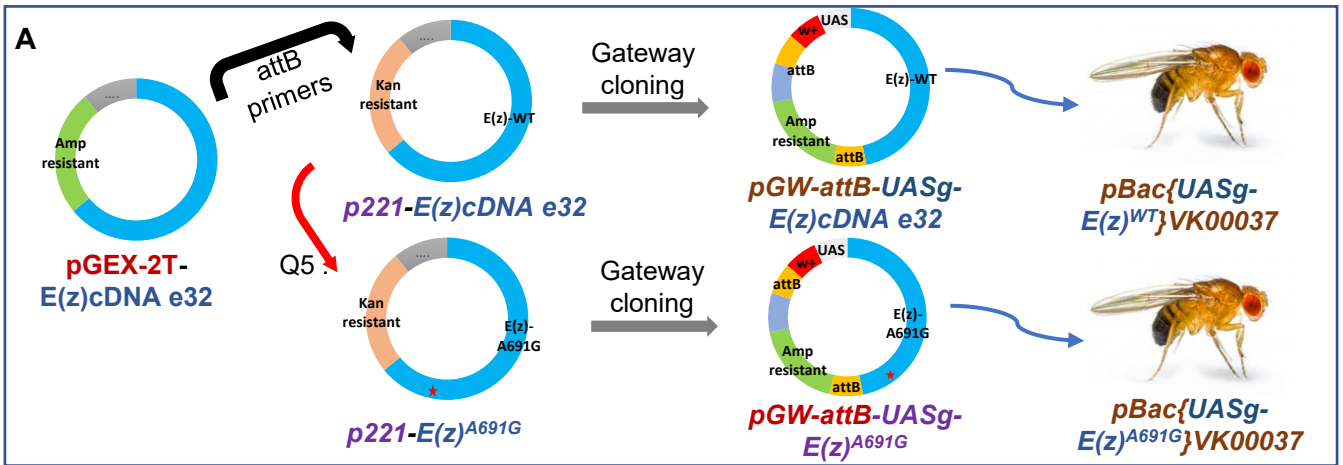 A
Amp
resistant
....
pGEX-2T-
E(z)cDNA e32
attB
primers
Q5 :
....
Kan
resistant
E(z)-WT
p221-E(z)cDNA e32
Gateway
cloning
UAS
w+
attB
E(z)-WT
Amp
resistant
attB
pGW-attB-UASg-
E(z)cDNA e32
pBac{UASg-
E(z)WT}VK00037
....
Kan
resistant
E(z)-
A691G
p221-E(z)A691G
Gateway
cloning
UAS
w+
attB
E(z)-
A691G
Amp
resistant
attB
pGW-attB-UASg-
E(z)A691G
pBac{UASg-
E(z)A691G}VK00037